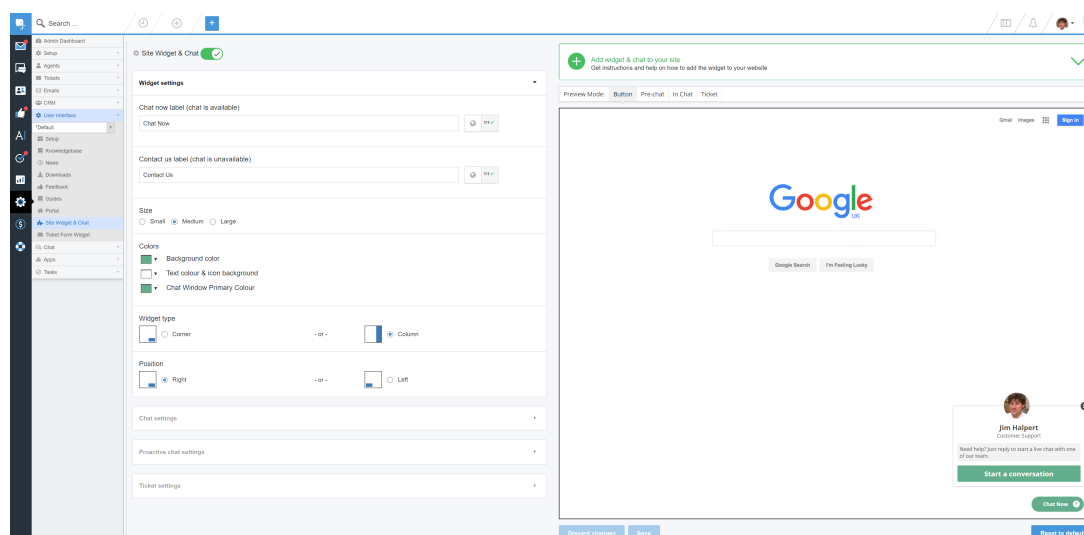 Search ...
+
Admin Dashboard
Setup
Agents
Tickets
Emails
CRM
User Interface
*Default
Setup
Knowledgebase
News
Downloads
Feedback
Guides
Portal
Site Widget & Chat
Ticket Form Widget
Chat
Apps
Tasks
AI
Site Widget & Chat
Widget settings
Chat now label (chat is available)
Chat Now
Contact us label (chat is unavailable)
Contact Us
Size
Small Medium Large
Colors
Background color
Text colour & icon background
Chat Window Primary Colour
Widget type
Corner - or - Column
Position
Right - or - Left
Chat settings
Proactive chat settings
Ticket settings
Add widget & chat to your site
Get instructions and help on how to add the widget to your website
Preview Mode: Button Pre-chat In Chat Ticket
Gmail Images Sign in
Google
UK
Google Search I'm Feeling Lucky
Jim Halpert
Customer Support
Need help? Just reply to start a live chat with one
of our team.
Start a conversation
Chat Now ?
Discard changes Save Reset to default